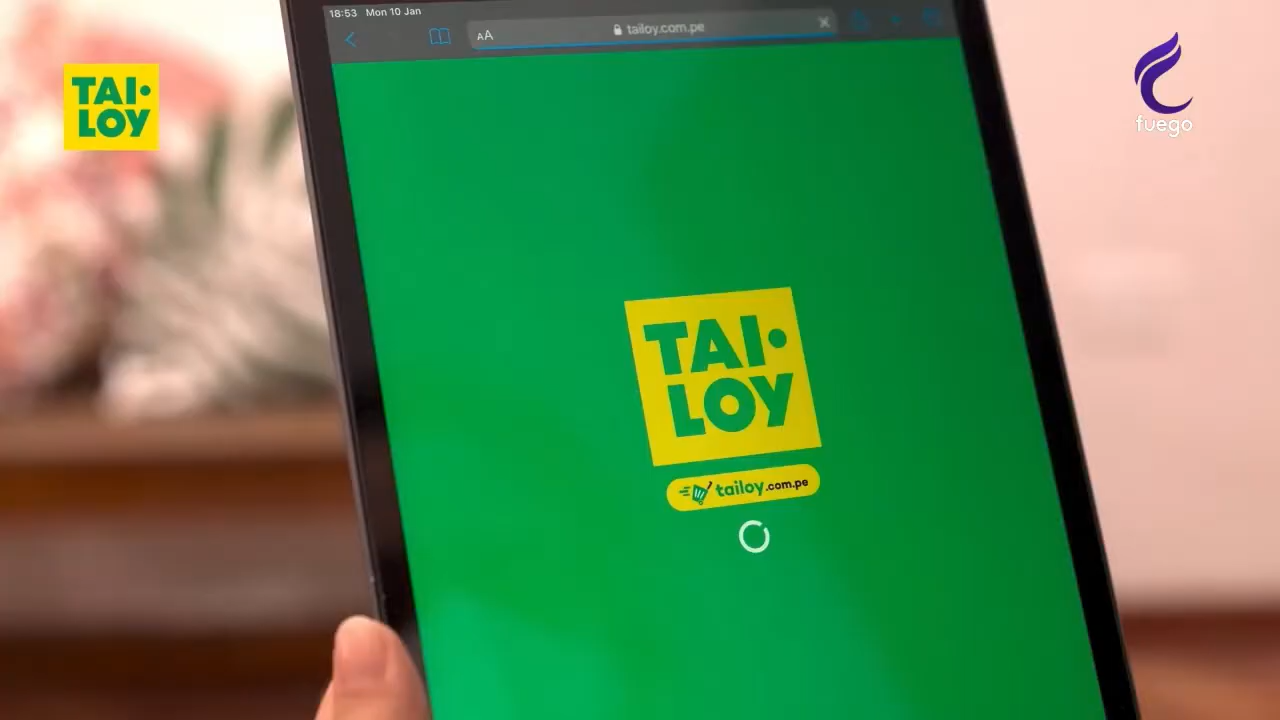 18:53 Mon 10 Jan
AA tailoy.com.pe
TAI•
LOY
fuego
TAI•
LOY
tailoy.com.pe